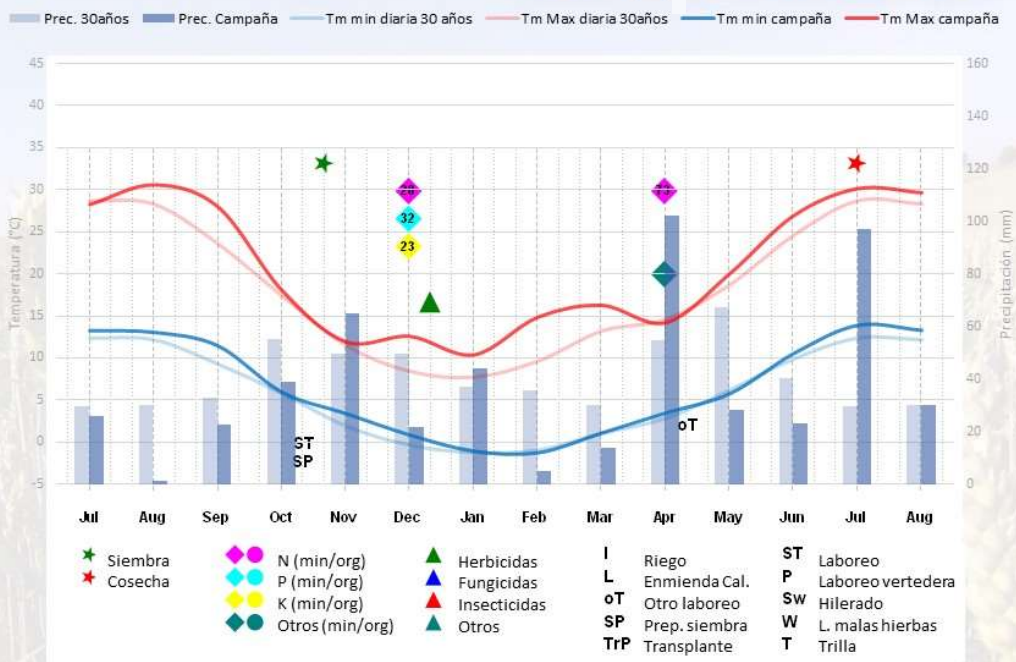 Prec. 30años Prec. Campaña Tm min diaria 30 años Tm Max diaria 30años Tm min campaña Tm Max campaña
45 160
40 140
35 120
30 100
25 80
20 60
15 40
10 20
5 0
0
-5
Temperatura (°C)
Precipitación (mm)
32
23
ST
SP
oT
Jul Aug Sep Oct Nov Dec Jan Feb Mar Apr May Jun Jul Aug
Siembra
Cosecha
N (min/org)
P (min/org)
K (min/org)
Otros (min/org)
Herbicidas
Fungicidas
Insecticidas
Otros
I Riego
L Enmienda Cal.
oT Otro laboreo
SP Prep. siembra
TrP Transplante
ST Laboreo
P Laboreo vertedera
Sw Hilerado
W L. malas hierbas
T Trilla